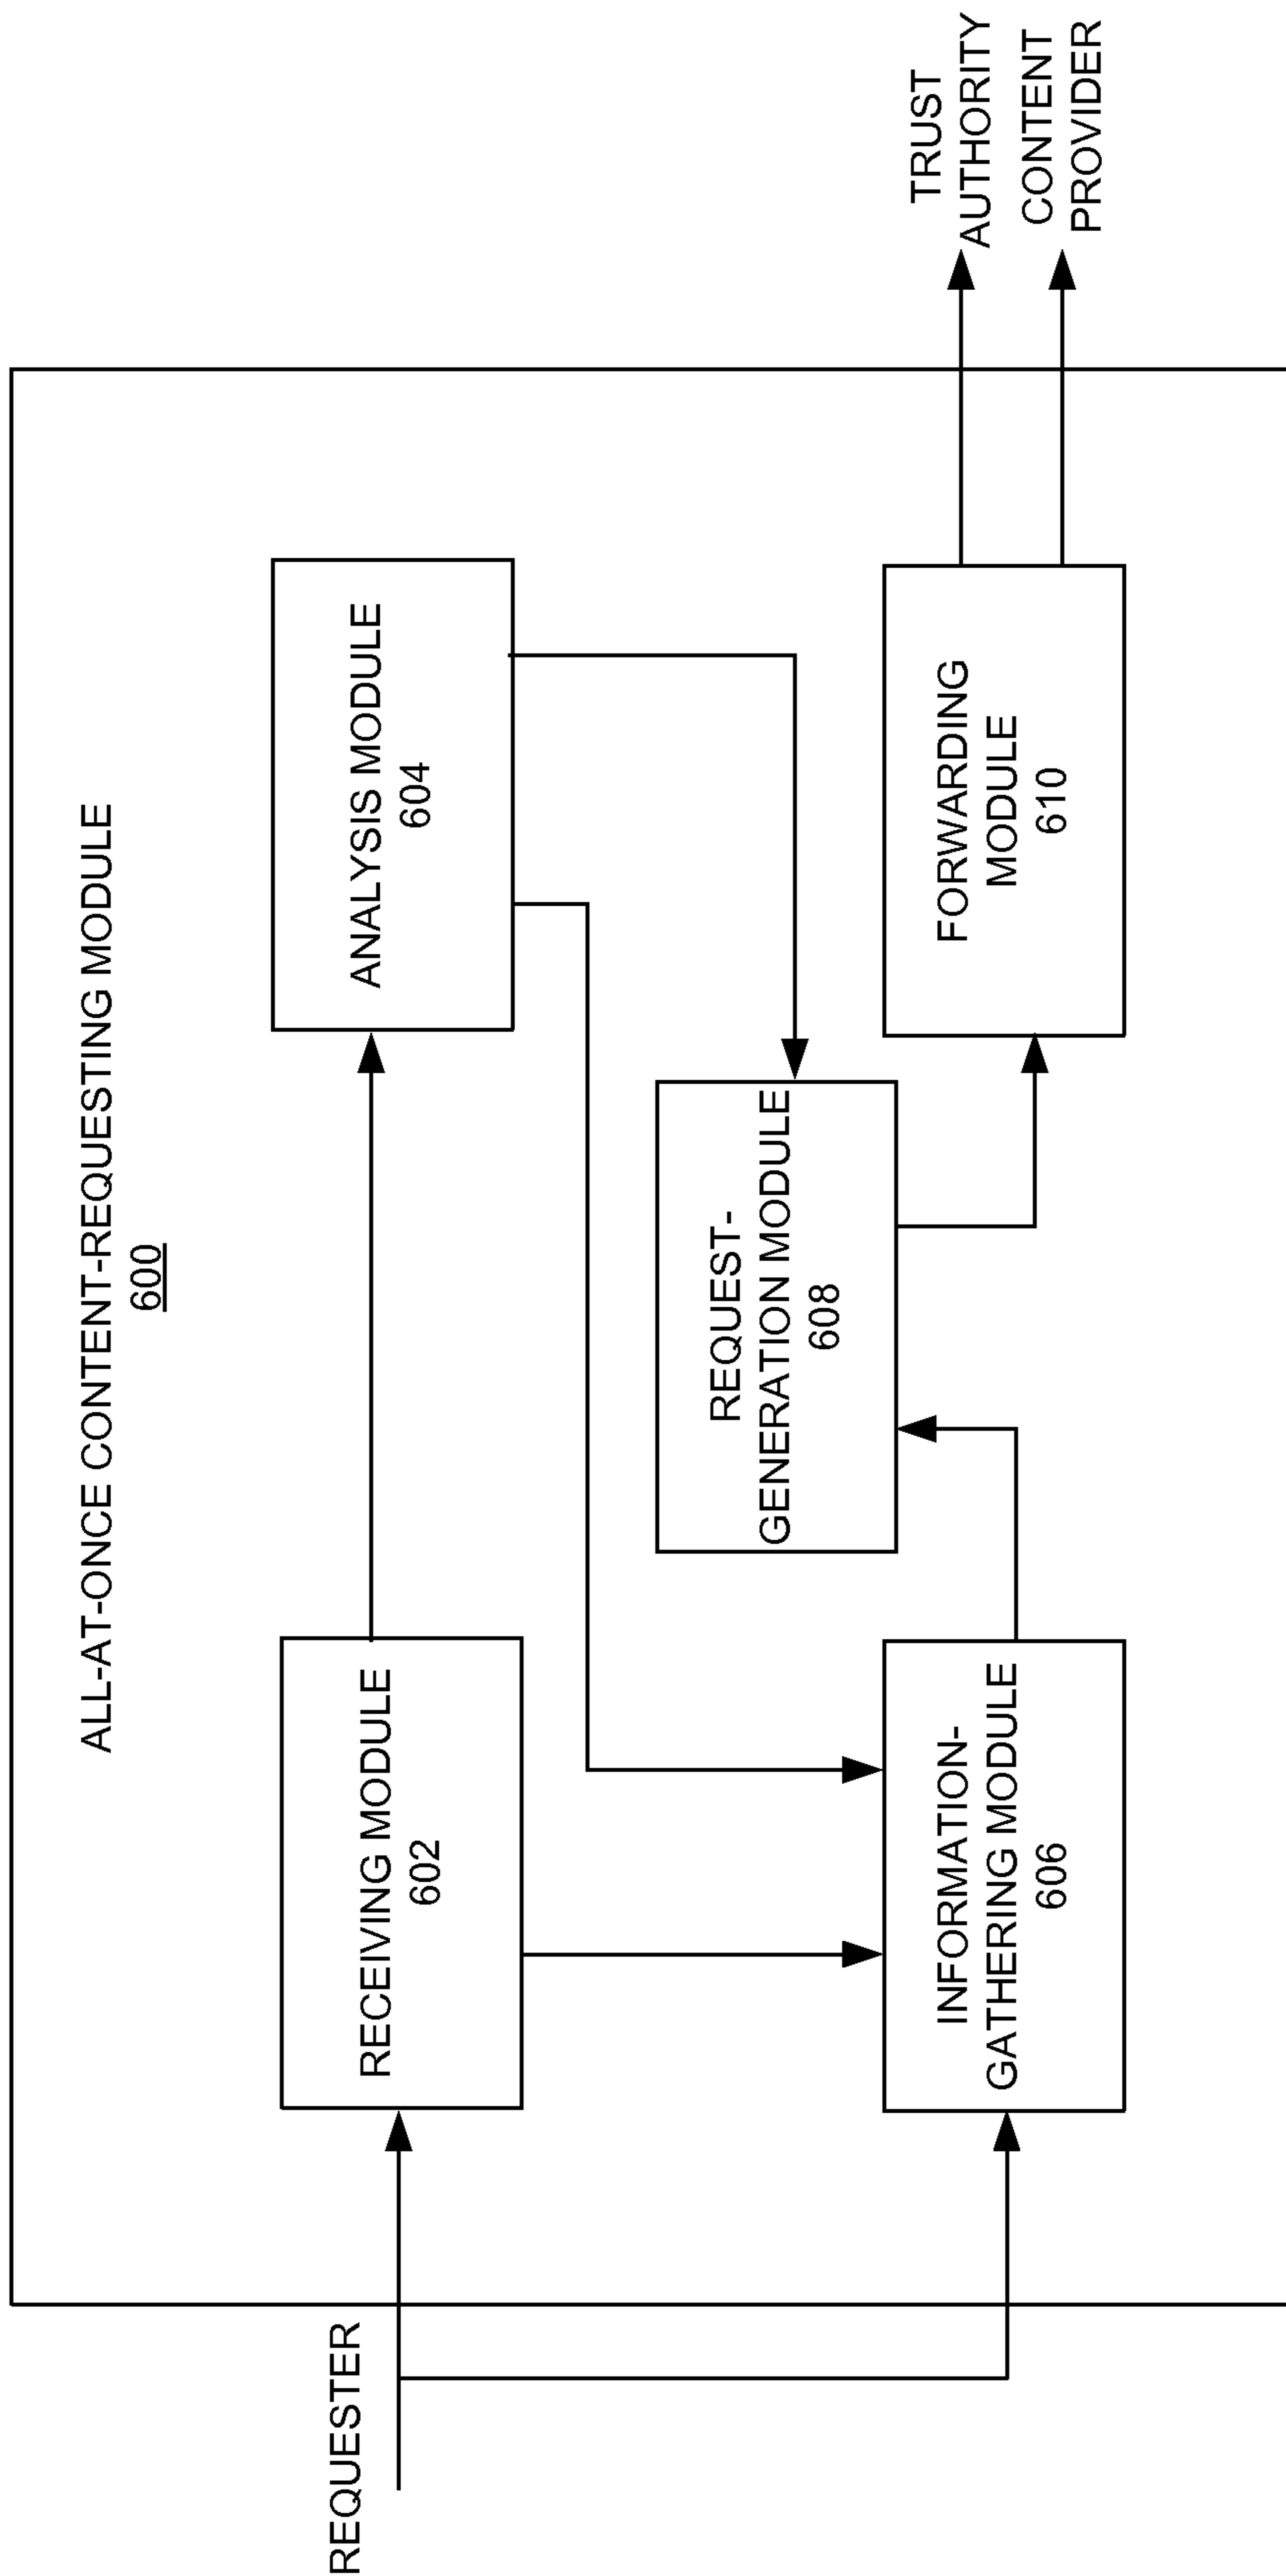 ALL-AT-ONCE CONTENT-REQUESTING MODULE
600
REQUESTER
RECEIVING MODULE
602
ANALYSIS MODULE
604
REQUEST-
GENERATION MODULE
608
INFORMATION-
GATHERING MODULE
606
FORWARDING
MODULE
610
TRUST
AUTHORITY
CONTENT
PROVIDER